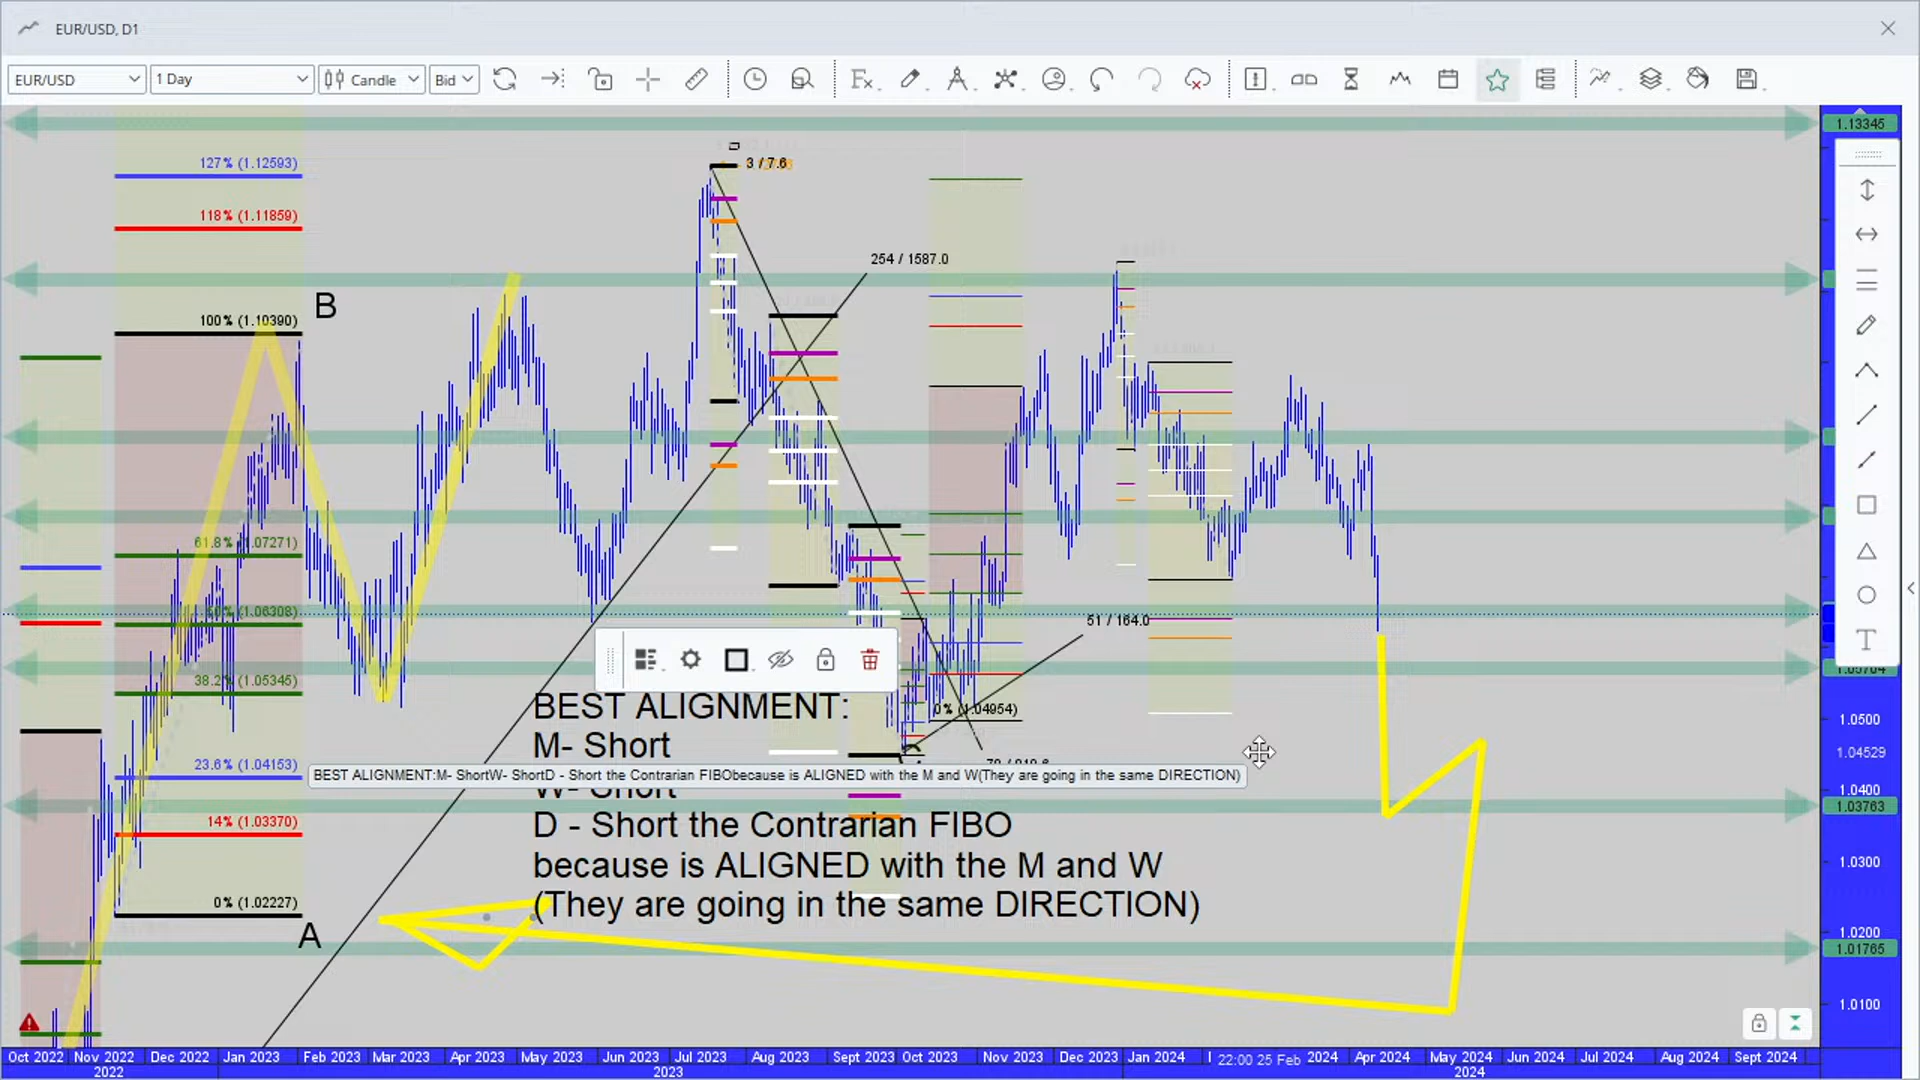 EUR/USD, D1
EUR/USD
1 Day
Candle
Bid
1.13345
127% (1.12593)
3 / 7.6
118% (1.11859)
254 / 1587.0
B
100% (1.10390)
61.8% (1.07271)
50% (1.06308)
51 / 164.0
38.2% (1.05345)
0% (1.04954)
BEST ALIGNMENT:
M- Short
23.6% (1.04153)
BEST ALIGNMENT:M- ShortW- ShortD - Short the Contrarian FIBObecause is ALIGNED with the M and W(They are going in the same DIRECTION)
W- Short
14% (1.03370)
D - Short the Contrarian FIBO
because is ALIGNED with the M and W
0% (1.02227)
(They are going in the same DIRECTION)
A
T
1.0500
1.04529
1.0400
1.03763
1.0300
1.0200
1.01765
1.0100
Oct 2022 Nov 2022 Dec 2022 Jan 2023 Feb 2023 Mar 2023 Apr 2023 May 2023 Jun 2023 Jul 2023 Aug 2023 Sept 2023 Oct 2023 Nov 2023 Dec 2023 Jan 2024 22:00 25 Feb 2024 Apr 2024 May 2024 Jun 2024 Jul 2024 Aug 2024 Sept 2024
2022 2023 2024